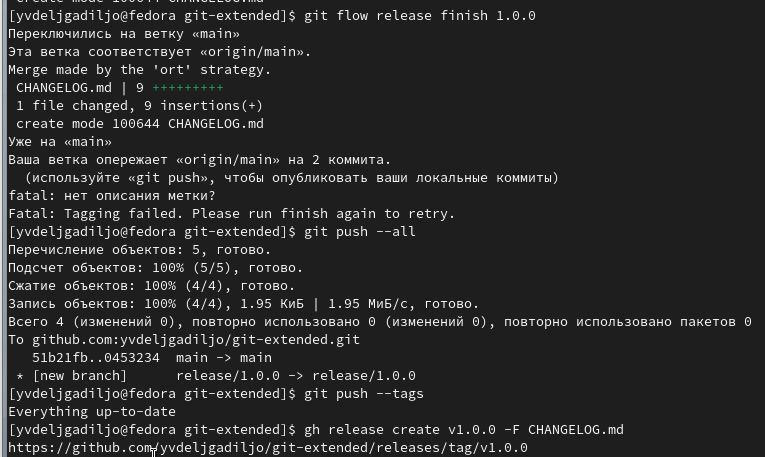 create mode 100644 CHANGELOG.md
[yvdeljgadiljo@fedora git-extended]$ git flow release finish 1.0.0
Переключились на ветку «main»
Эта ветка соответствует «origin/main».
Merge made by the 'ort' strategy.
CHANGELOG.md | 9 +++++++++
1 file changed, 9 insertions(+)
create mode 100644 CHANGELOG.md
Уже на «main»
Ваша ветка опережает «origin/main» на 2 коммита.
(используйте «git push», чтобы опубликовать ваши локальные коммиты)
fatal: нет описания метки?
Fatal: Tagging failed. Please run finish again to retry.
[yvdeljgadiljo@fedora git-extended]$ git push --all
Перечисление объектов: 5, готово.
Подсчет объектов: 100% (5/5), готово.
Сжатие объектов: 100% (4/4), готово.
Запись объектов: 100% (4/4), 1.95 КиБ | 1.95 МиБ/с, готово.
Всего 4 (изменений 0), повторно использовано 0 (изменений 0), повторно использовано пакетов 0
To github.com:yvdeljgadiljo/git-extended.git
51b21fb..0453234  main -> main
* [new branch]      release/1.0.0 -> release/1.0.0
[yvdeljgadiljo@fedora git-extended]$ git push --tags
Everything up-to-date
[yvdeljgadiljo@fedora git-extended]$ gh release create v1.0.0 -F CHANGELOG.md
https://github.com/yvdeljgadiljo/git-extended/releases/tag/v1.0.0